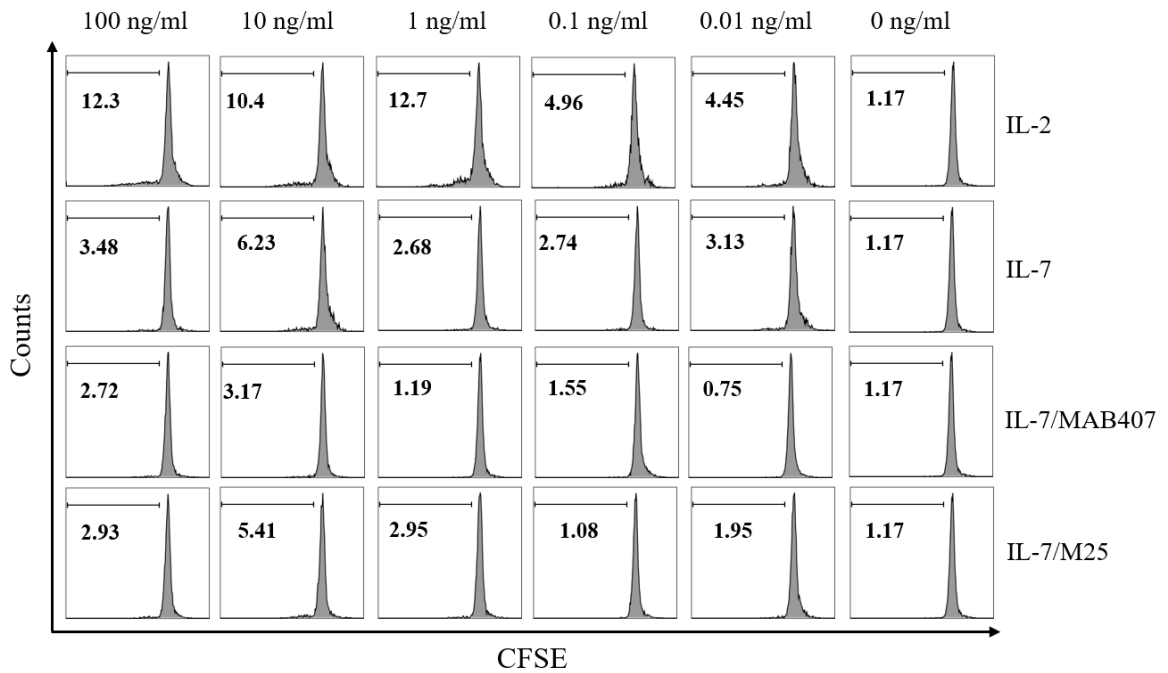 100 ng/ml 10 ng/ml 1 ng/ml 0.1 ng/ml 0.01 ng/ml 0 ng/ml
12.3 10.4 12.7 4.96 4.45 1.17 IL-2
3.48 6.23 2.68 2.74 3.13 1.17 IL-7
2.72 3.17 1.19 1.55 0.75 1.17 IL-7/MAB407
2.93 5.41 2.95 1.08 1.95 1.17 IL-7/M25
Counts
CFSE